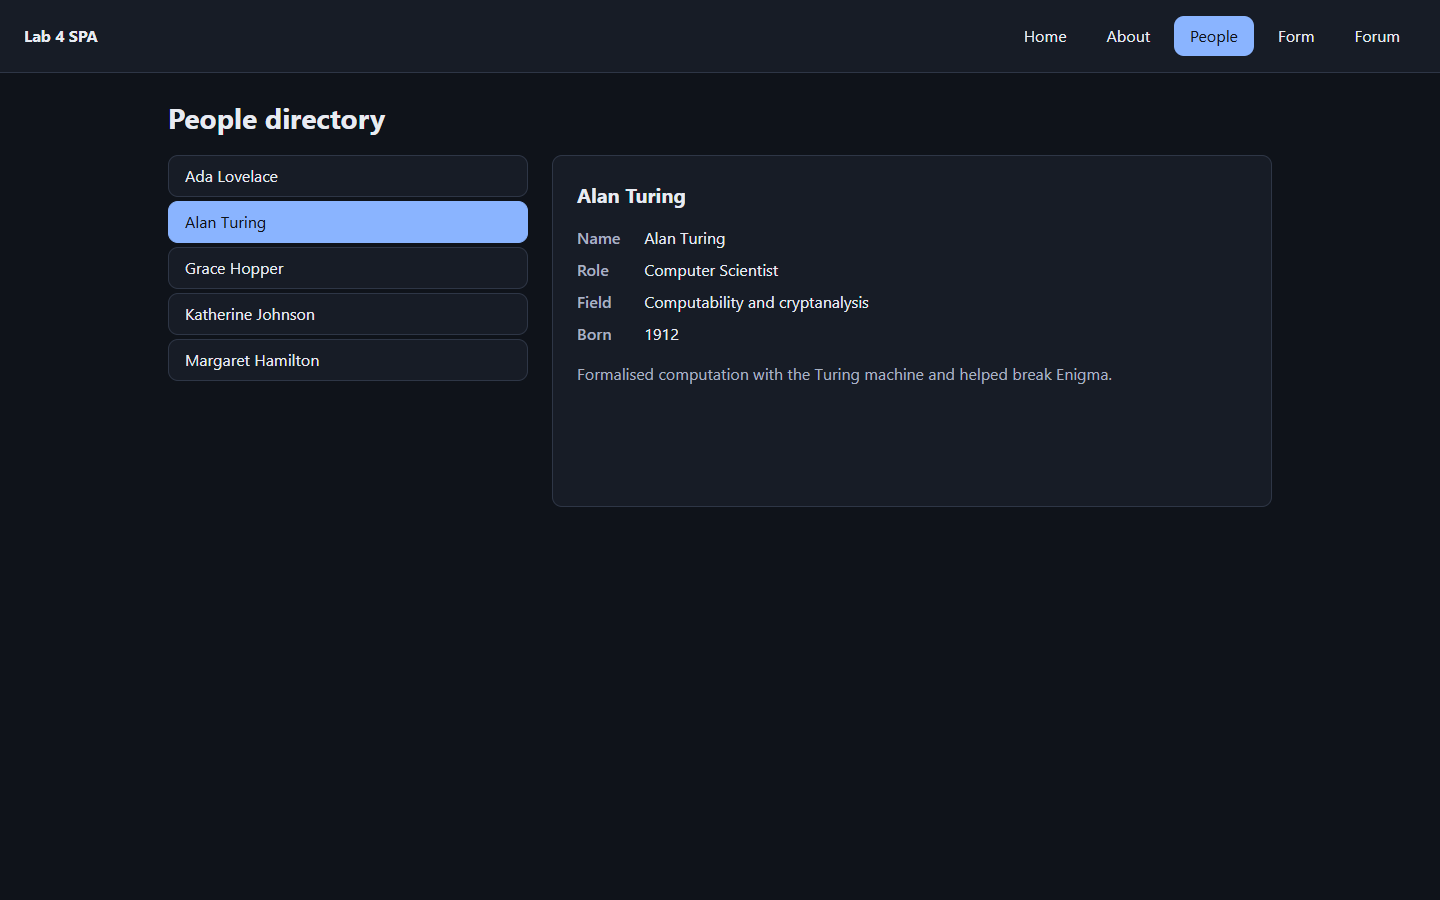 Lab 4 SPA
Home About People Form Forum
People directory
Ada Lovelace
Alan Turing
Grace Hopper
Katherine Johnson
Margaret Hamilton
Alan Turing
Name Alan Turing
Role Computer Scientist
Field Computability and cryptanalysis
Born 1912
Formalised computation with the Turing machine and helped break Enigma.